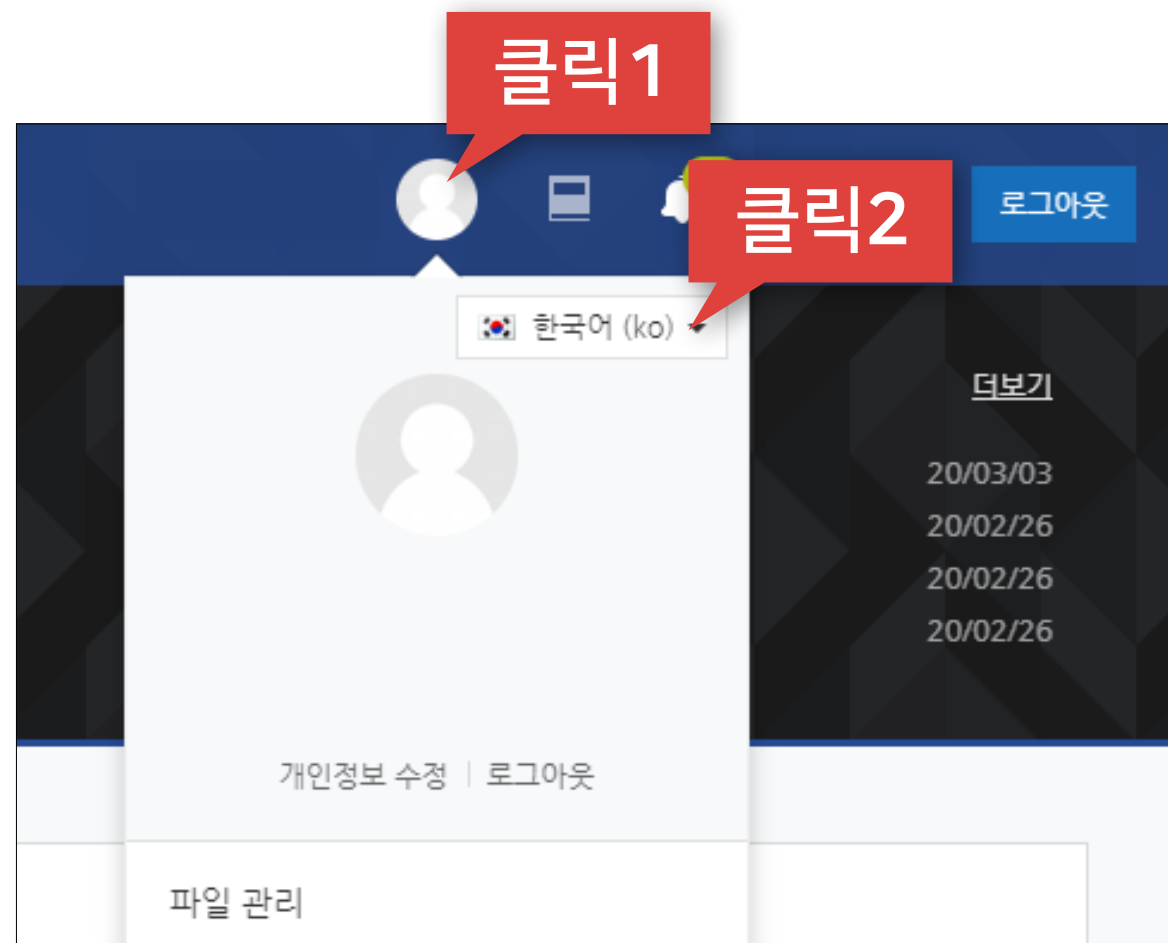 클릭1
클릭2
로그아웃
한국어 (ko)
더보기
20/03/03
20/02/26
20/02/26
20/02/26
개인정보 수정 | 로그아웃
파일 관리